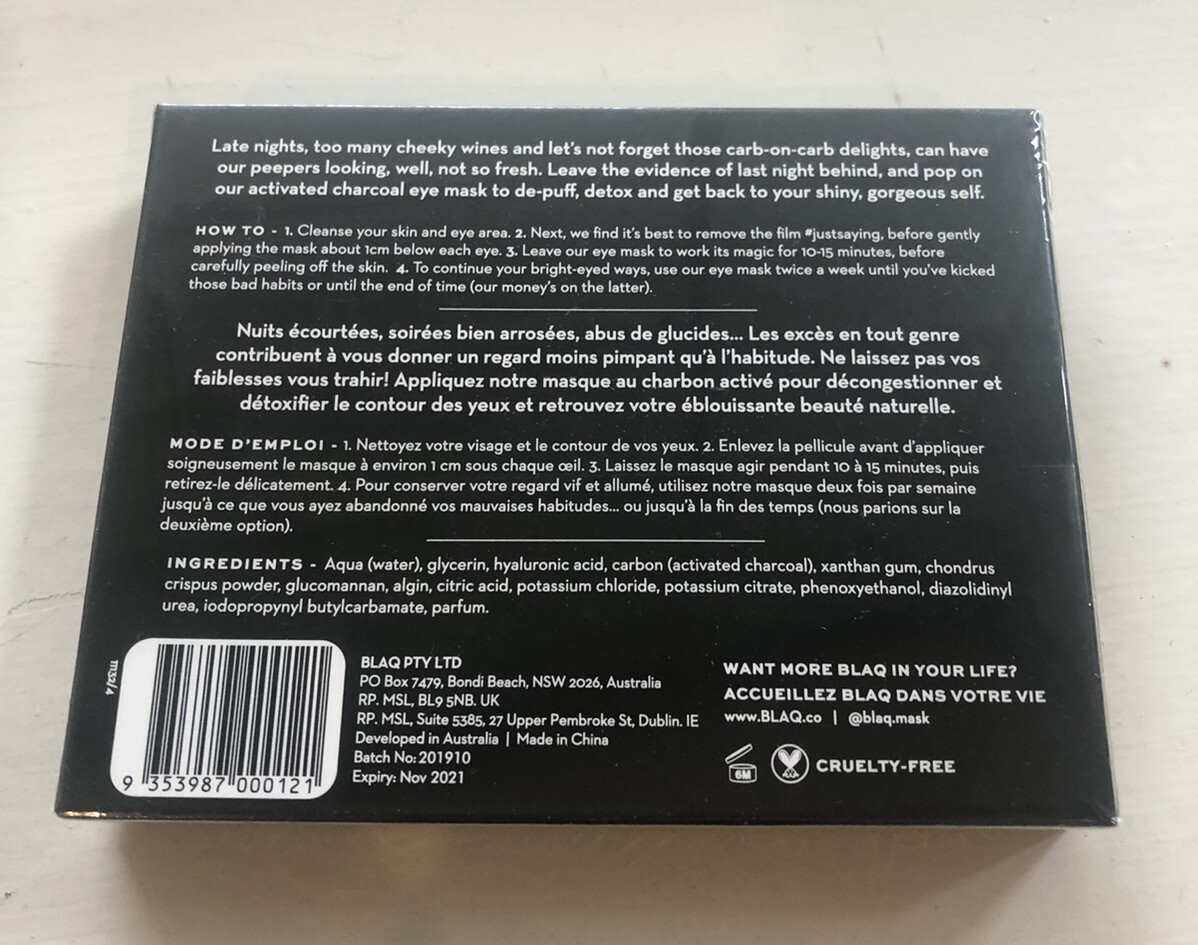 Late nights, too many cheeky wines and let's not forget those carb-on-carb delights, can have
our peepers looking, well, not so fresh. Leave the evidence of last night behind, and pop on
our activated charcoal eye mask to de-puff, detox and get back to your shiny, gorgeous self.
HOW TO - 1. Cleanse your skin and eye area. 2. Next, we find it's best to remove the film #justsaying, before gently
applying the mask about 1cm below each eye. 3. Leave our eye mask to work its magic for 10-15 minutes, before
carefully peeling off the skin. 4. To continue your bright-eyed ways, use our eye mask twice a week until you've kicked
those bad habits or until the end of time (our money's on the latter).
Nuits écourtées, soirées bien arrosées, abus de glucides... Les excès en tout genre
contribuent à vous donner un regard moins pimpant qu'à l'habitude. Ne laissez pas vos
faiblesses vous trahir! Appliquez notre masque au charbon activé pour décongestionner et
détoxifier le contour des yeux et retrouvez votre éblouissante beauté naturelle.
MODE D'EMPLOI - 1. Nettoyez votre visage et le contour de vos yeux. 2. Enlevez la pellicule avant d'appliquer
soigneusement le masque à environ 1 cm sous chaque œil. 3. Laissez le masque agir pendant 10 à 15 minutes, puis
retirez-le délicatement. 4. Pour conserver votre regard vif et allumé, utilisez notre masque deux fois par semaine
jusqu'à ce que vous ayez abandonné vos mauvaises habitudes... ou jusqu'à la fin des temps (nous parions sur la
deuxième option).
INGREDIENTS - Aqua (water), glycerin, hyaluronic acid, carbon (activated charcoal), xanthan gum, chondrus
crispus powder, glucomannan, algin, citric acid, potassium chloride, potassium citrate, phenoxyethanol, diazolidinyl
urea, iodopropynyl butylcarbamate, parfum.
9 353987 000121
BLAQ PTY LTD
PO Box 7479, Bondi Beach, NSW 2026, Australia
RP. MSL, BL9 5NB. UK
RP. MSL, Suite 5385, 27 Upper Pembroke St, Dublin. IE
Developed in Australia | Made in China
Batch No: 201910
Expiry: Nov 2021
WANT MORE BLAQ IN YOUR LIFE?
ACCUEILLEZ BLAQ DANS VOTRE VIE
www.BLAQ.co | @blaq.mask
6M
CRUELTY-FREE